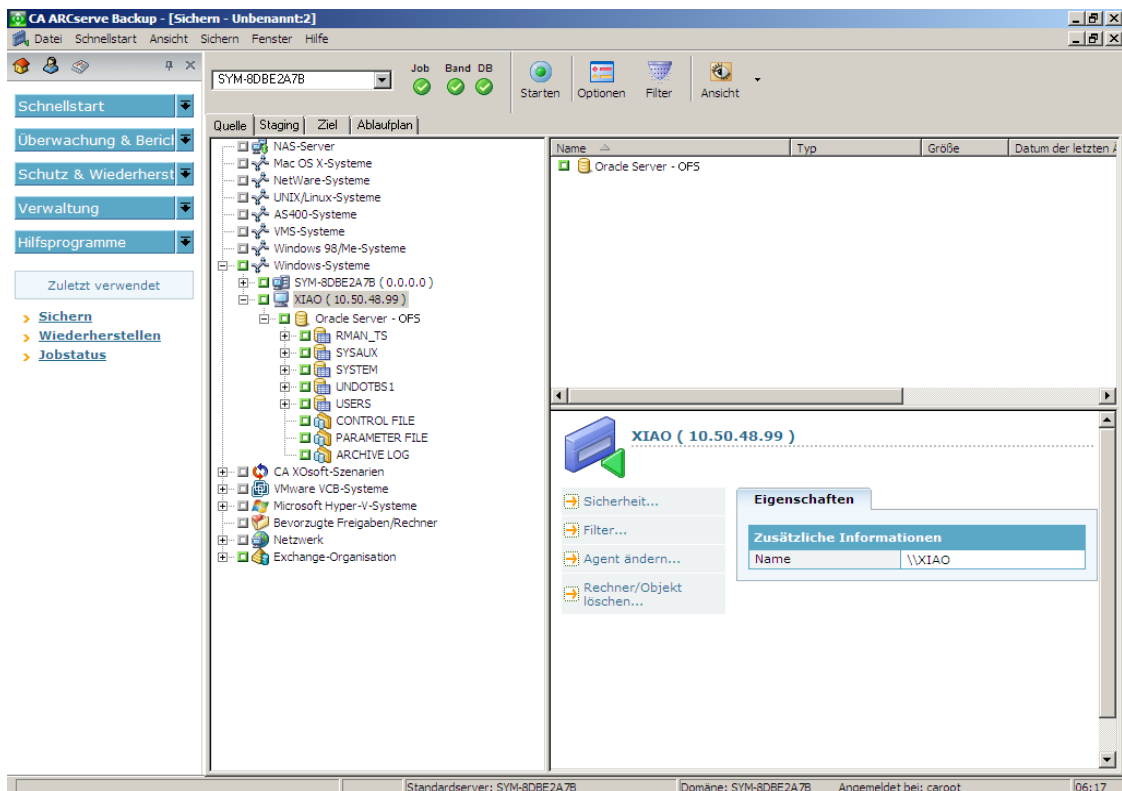 CA ARCserve Backup - [Sichern - Unbenannt:2]
Datei Schnellstart Ansicht Sichern Fenster Hilfe
Schnellstart
Überwachung & Bericl
Schutz & Wiederherst
Verwaltung
Hilfsprogramme
Zuletzt verwendet
Sichern
Wiederherstellen
Jobstatus
SYM-8DBE2A7B
Job Band DB
Starten Optionen Filter Ansicht
Quelle Staging Ziel Ablaufplan
NAS-Server
Mac OS X-Systeme
NetWare-Systeme
UNIX/Linux-Systeme
AS400-Systeme
VMS-Systeme
Windows 98/Me-Systeme
Windows-Systeme
SYM-8DBE2A7B ( 0.0.0.0 )
XIAO ( 10.50.48.99 )
Oracle Server - OFS
RMAN_TS
SYSAUX
SYSTEM
UNDOTBS1
USERS
CONTROL FILE
PARAMETER FILE
ARCHIVE LOG
CA XOsoft-Szenarien
VMware VCB-Systeme
Microsoft Hyper-V-Systeme
Bevorzugte Freigaben/Rechner
Netzwerk
Exchange-Organisation
Name Typ Größe Datum der letzten
Oracle Server - OFS
XIAO ( 10.50.48.99 )
Sicherheit...
Filter...
Agent ändern...
Rechner/Objekt
löschen...
Eigenschaften
Zusätzliche Informationen
Name \\XIAO
Standardserver: SYM-8DBE2A7B Domäne: SYM-8DBE2A7B Angemeldet bei: caroot 06:17